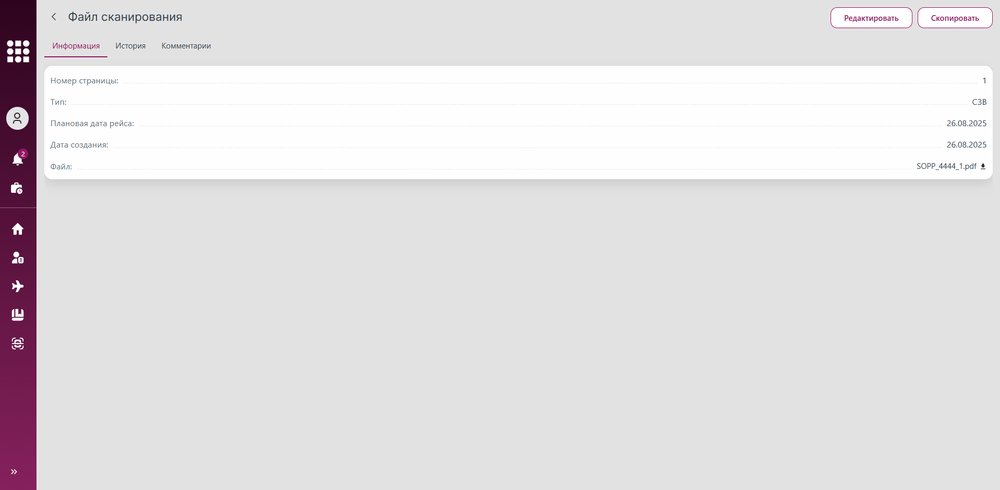 Файл сканирования
Редактировать
Скопировать
Информация
История
Комментарии
Номер страницы: 1
Тип: СЗВ
Плановая дата рейса: 26.08.2025
Дата создания: 26.08.2025
Файл: SOPP_4444_1.pdf
2